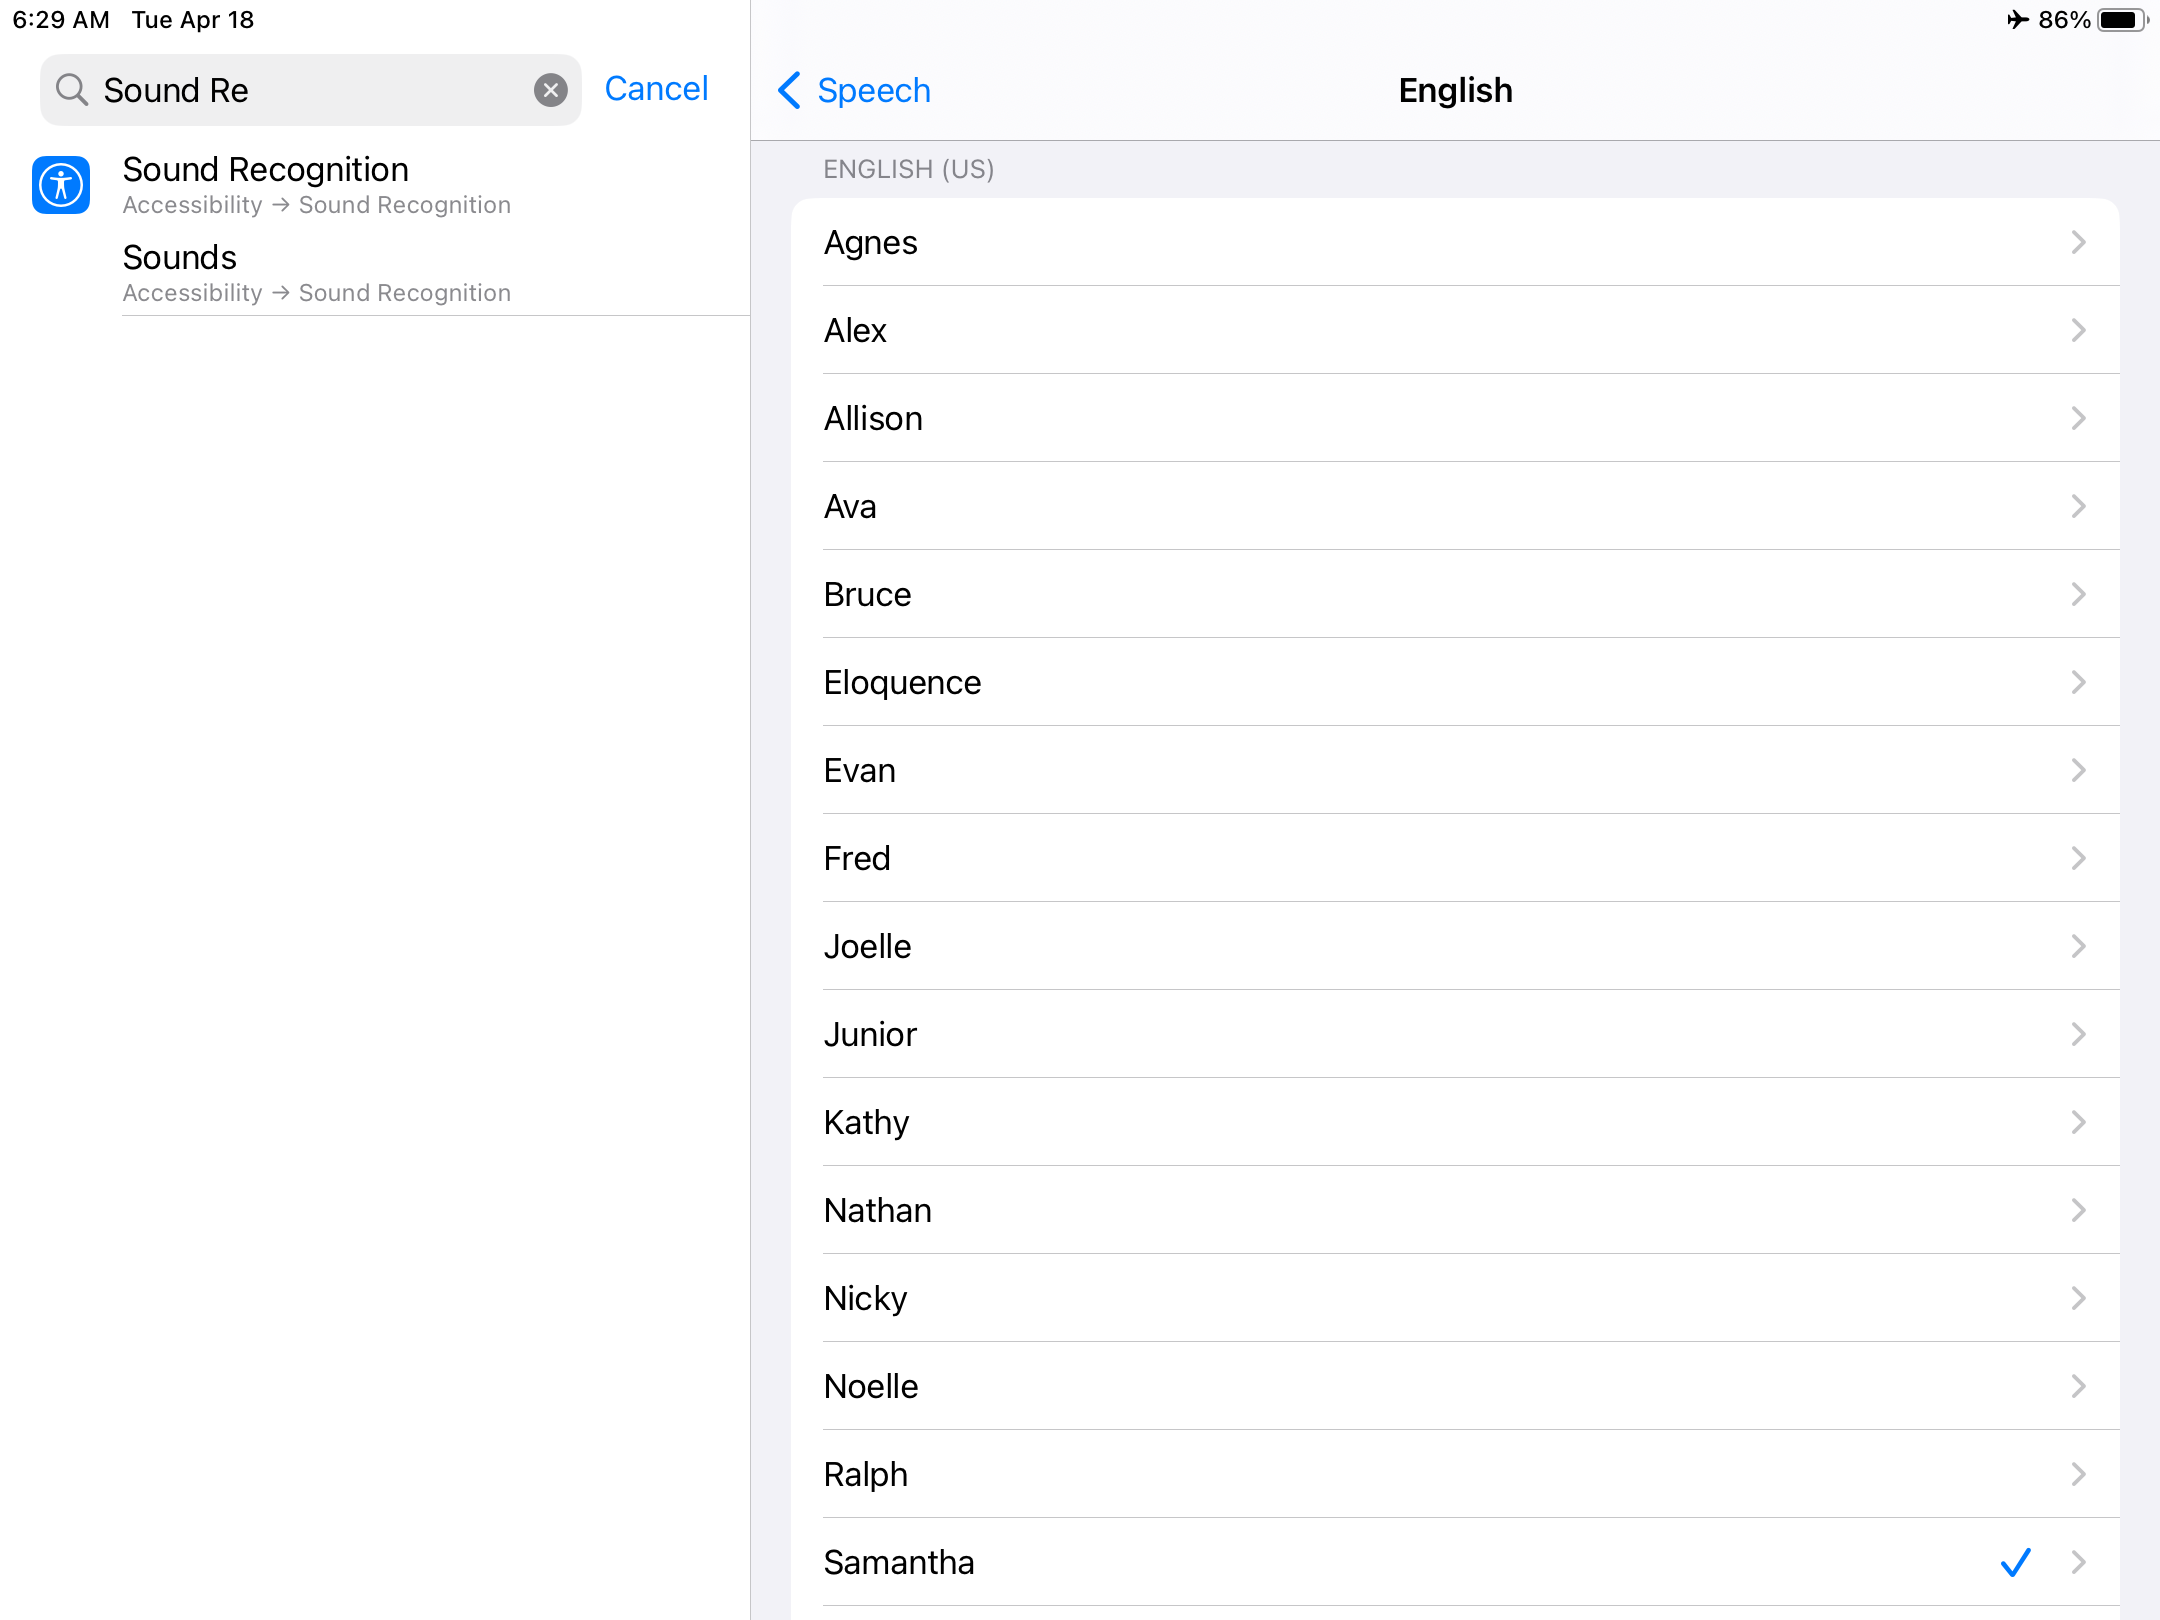 6:29 AM Tue Apr 18
86%
Sound Re
Cancel
Sound Recognition
Accessibility → Sound Recognition
Sounds
Accessibility → Sound Recognition
Speech
English
ENGLISH (US)
Agnes
Alex
Allison
Ava
Bruce
Eloquence
Evan
Fred
Joelle
Junior
Kathy
Nathan
Nicky
Noelle
Ralph
Samantha